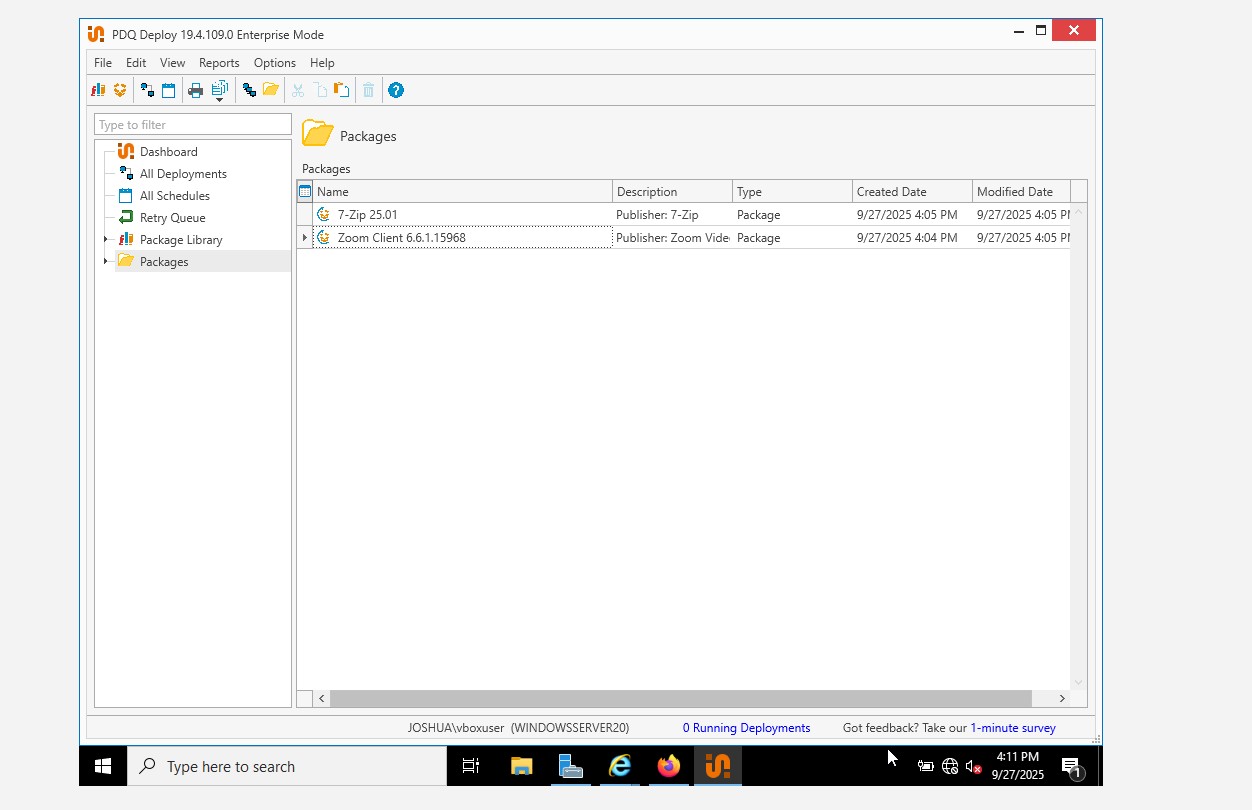 PDQ Deploy 19.4.109.0 Enterprise Mode
File Edit View Reports Options Help
Type to filter
Dashboard
All Deployments
All Schedules
Retry Queue
Package Library
Packages
Packages
Packages
Name Description Type Created Date Modified Date
7-Zip 25.01 Publisher: 7-Zip Package 9/27/2025 4:05 PM 9/27/2025 4:05 PM
Zoom Client 6.6.1.15968 Publisher: Zoom Vide Package 9/27/2025 4:04 PM 9/27/2025 4:05 PM
JOSHUA\vboxuser (WINDOWSSERVER20) 0 Running Deployments Got feedback? Take our 1-minute survey
Type here to search
4:11 PM
9/27/2025
1